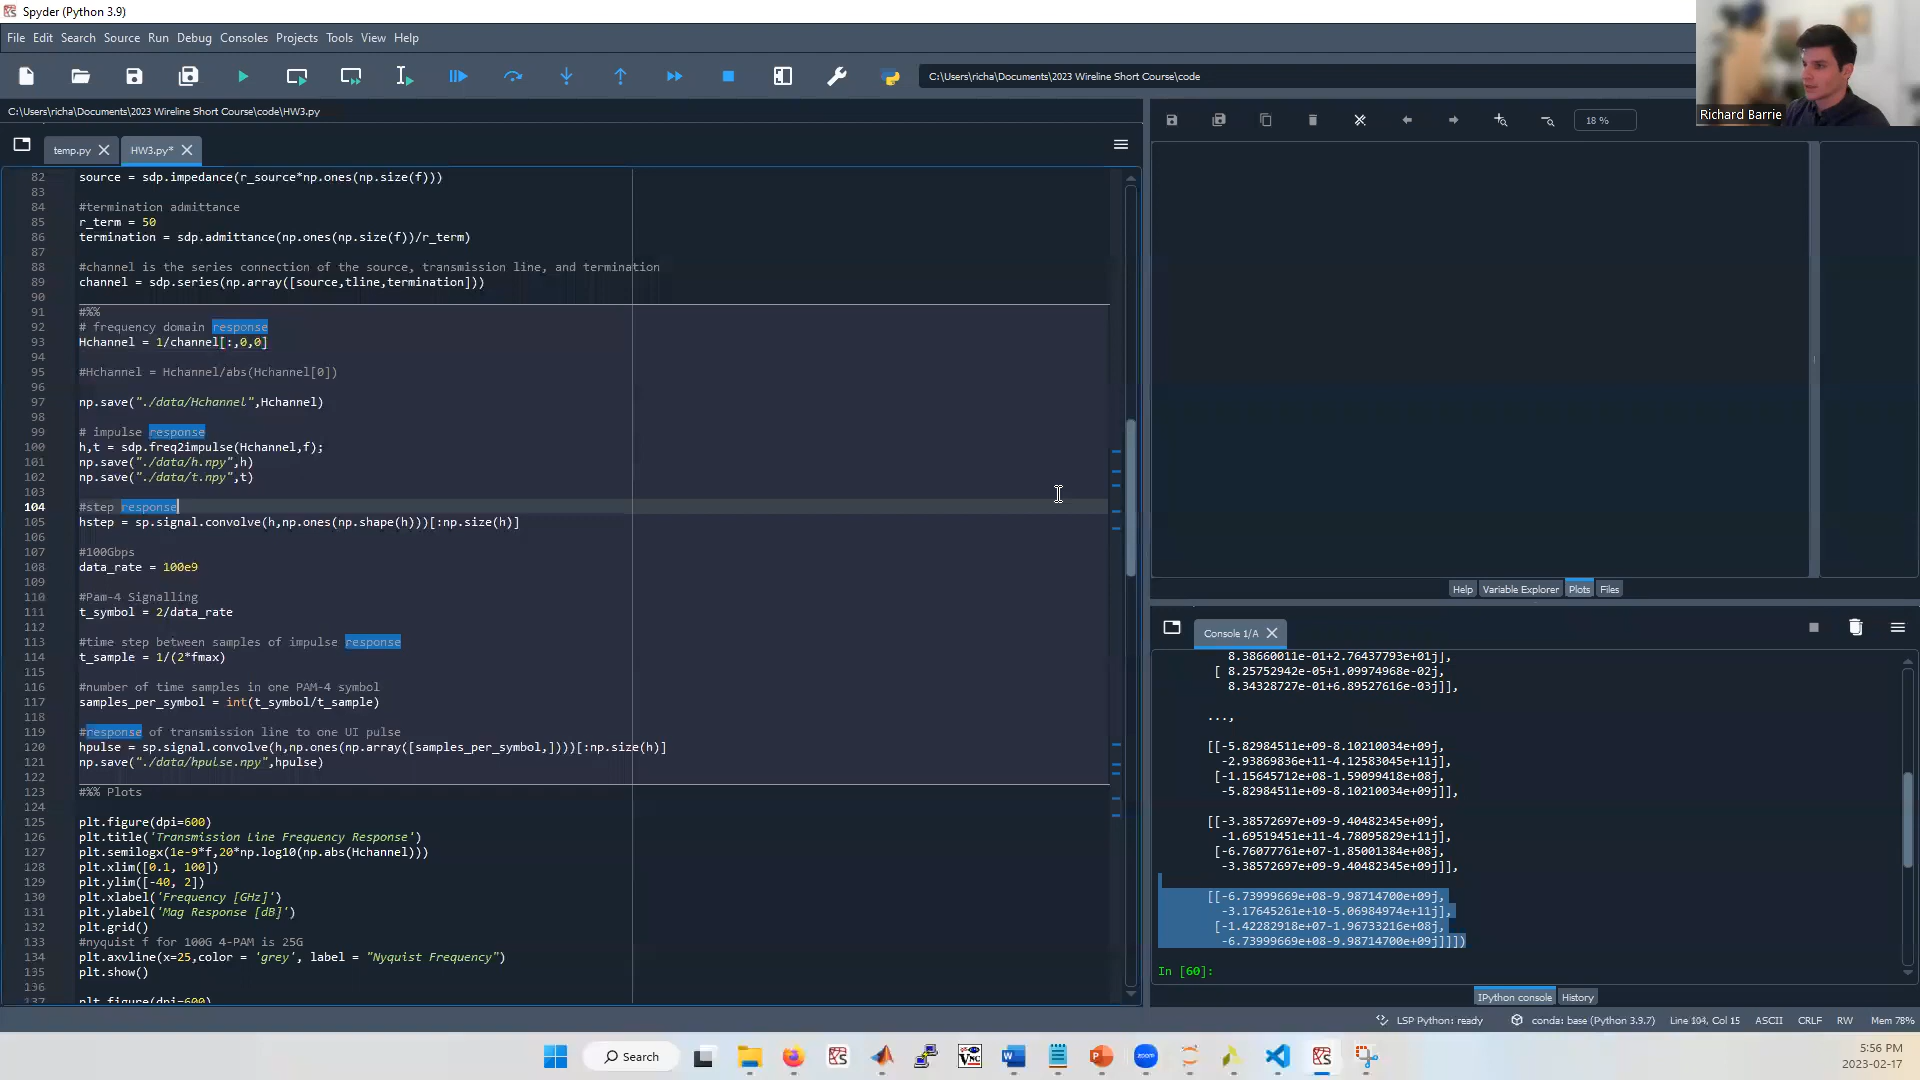 Spyder (Python 3.9)
File Edit Search Source Run Debug Consoles Projects Tools View Help
C:\Users\richa\Documents\2023 Wireline Short Course\code
Richard Barrie
C:\Users\richa\Documents\2023 Wireline Short Course\code\HW3.py
temp.py HW3.py*
18 %
82 source = sdp.impedance(r_source*np.ones(np.size(f)))
83
84 #termination admittance
85 r_term = 50
86 termination = sdp.admittance(np.ones(np.size(f))/r_term)
87
88 #channel is the series connection of the source, transmission line, and termination
89 channel = sdp.series(np.array([source,tline,termination]))
90
91 #%%
92 # frequency domain response
93 Hchannel = 1/channel[:,0,0]
94
95 #Hchannel = Hchannel/abs(Hchannel[0])
96
97 np.save("./data/Hchannel",Hchannel)
98
99 # impulse response
100 h,t = sdp.freq2impulse(Hchannel,f);
101 np.save("./data/h.npy",h)
102 np.save("./data/t.npy",t)
103
104 #step response
105 hstep = sp.signal.convolve(h,np.ones(np.shape(h)))[:np.size(h)]
106
107 #100Gbps
108 data_rate = 100e9
109
110 #Pam-4 Signalling
111 t_symbol = 2/data_rate
112
113 #time step between samples of impulse response
114 t_sample = 1/(2*fmax)
115
116 #number of time samples in one PAM-4 symbol
117 samples_per_symbol = int(t_symbol/t_sample)
118
119 #response of transmission line to one UI pulse
120 hpulse = sp.signal.convolve(h,np.ones(np.array([samples_per_symbol,])))[:np.size(h)]
121 np.save("./data/hpulse.npy",hpulse)
122
123 #%% Plots
124
125 plt.figure(dpi=600)
126 plt.title('Transmission Line Frequency Response')
127 plt.semilogx(1e-9*f,20*np.log10(np.abs(Hchannel)))
128 plt.xlim([0.1, 100])
129 plt.ylim([-40, 2])
130 plt.xlabel('Frequency [GHz]')
131 plt.ylabel('Mag Response [dB]')
132 plt.grid()
133 #nyquist f for 100G 4-PAM is 25G
134 plt.axvline(x=25,color = 'grey', label = "Nyquist Frequency")
135 plt.show()
136
137 plt.figure(dpi=600)
Help Variable Explorer Plots Files
Console 1/A
8.38660011e-01+2.76437793e+01j],
[ 8.25752942e-05+1.09974968e-02j,
8.34328727e-01+6.89527616e-03j]],
...,
[[-5.82984511e+09-8.10210034e+09j,
-2.93869836e+11-4.12583045e+11j],
[-1.15645712e+08-1.59099418e+08j,
-5.82984511e+09-8.10210034e+09j]],
[[-3.38572697e+09-9.40482345e+09j,
-1.69519451e+11-4.78095829e+11j],
[-6.76077761e+07-1.85001384e+08j,
-3.38572697e+09-9.40482345e+09j]],
[[-6.73999669e+08-9.98714700e+09j,
-3.17645261e+10-5.06984974e+11j],
[-1.42282918e+07-1.96733216e+08j,
-6.73999669e+08-9.98714700e+09j]]])
In [60]:
IPython console History
LSP Python: ready conda: base (Python 3.9.7) Line 104, Col 15 ASCII CRLF RW Mem 78%
Search
VNC
zoom
5:56 PM
2023-02-17